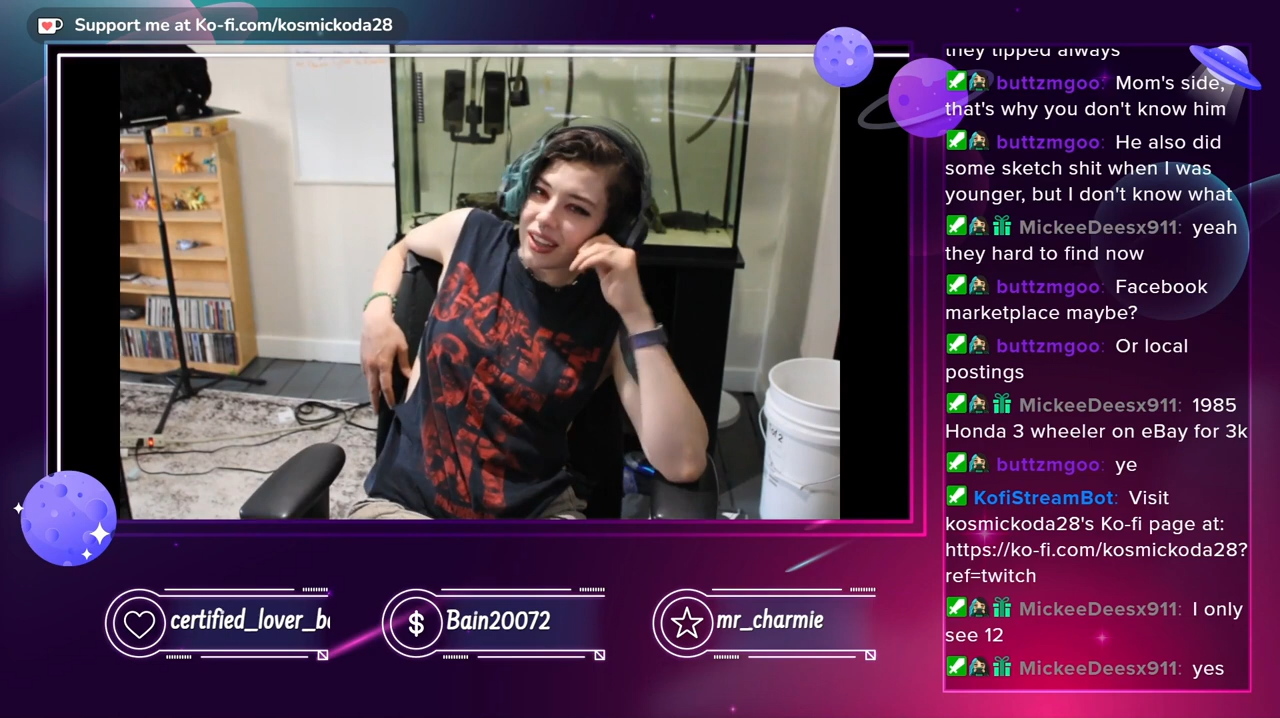 Support me at Ko-fi.com/kosmickoda28
they tipped always
buttzmgoo: Mom's side,
that's why you don't know him
buttzmgoo: He also did
some sketch shit when I was
younger, but I don't know what
MickeeDeesx911: yeah
they hard to find now
buttzmgoo: Facebook
marketplace maybe?
buttzmgoo: Or local
postings
MickeeDeesx911: 1985
Honda 3 wheeler on eBay for 3k
buttzmgoo: ye
KofiStreamBot: Visit
kosmickoda28's Ko-fi page at:
https://ko-fi.com/kosmickoda28?
ref=twitch
MickeeDeesx911: I only
see 12
MickeeDeesx911: yes
certified_lover_b
$ Bain20072
mr_charmie